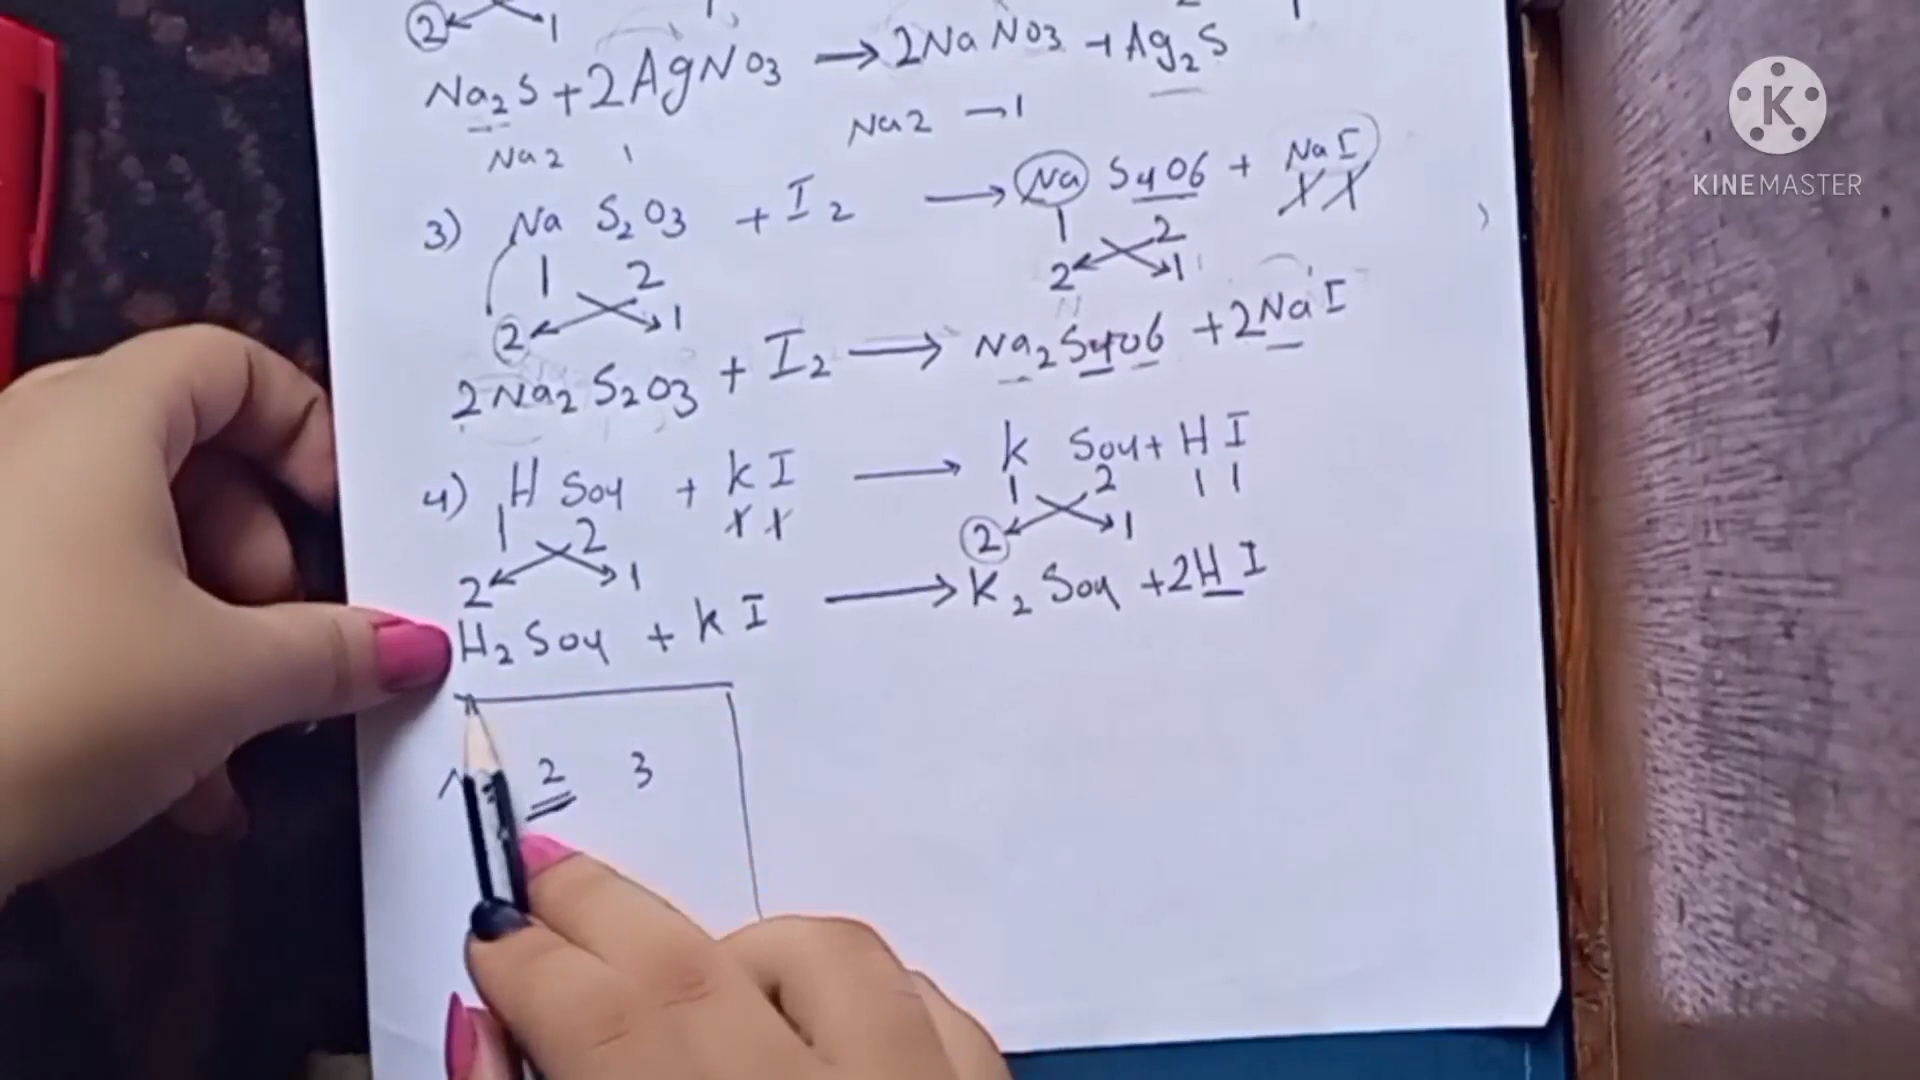 2 1
Na2S + 2AgNO3 → 2NaNO3 + Ag2S
Na2 1 Na2 → 1
3) Na S2O3 + I2 → Na S4O6 + NaI
1 2 1 2 X X
2 1 2 1
2Na2S2O3 + I2 → Na2S4O6 + 2NaI
4) H SO4 + KI → K SO4 + HI
1 2 X X 1 2 1 1
2 1 2 1
H2SO4 + KI → K2SO4 + 2HI
2 3
K
KINEMASTER